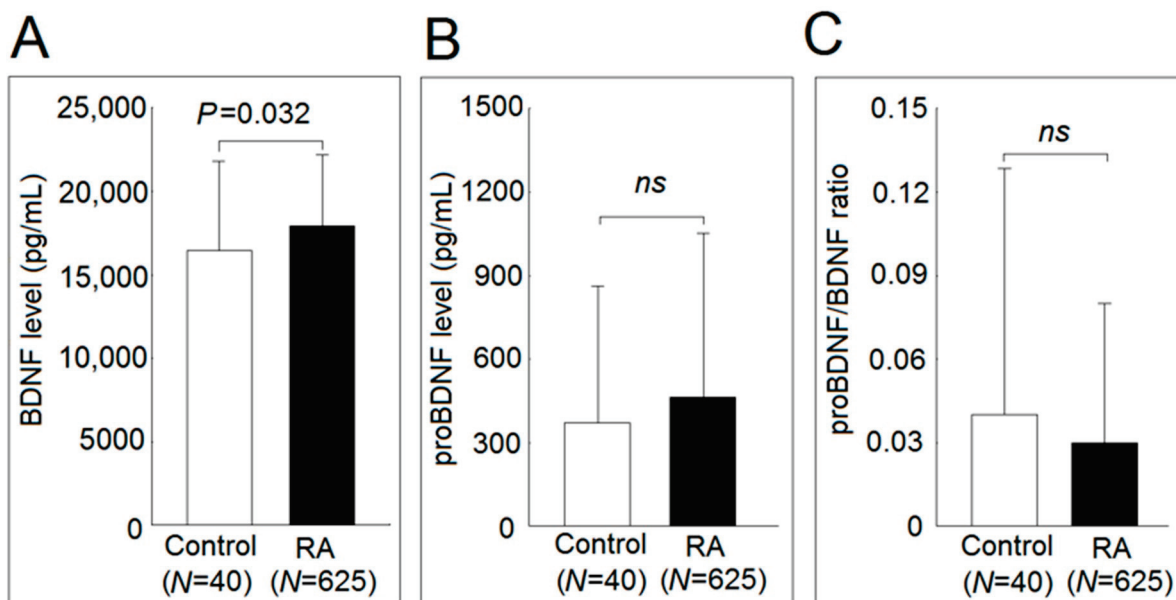 A
BDNF level (pg/mL)
25,000
20,000
15,000
10,000
5000
0
P=0.032
Control
(N=40)
RA
(N=625)
B
proBDNF level (pg/mL)
1500
1200
900
600
300
0
ns
Control
(N=40)
RA
(N=625)
C
proBDNF/BDNF ratio
0.15
0.12
0.09
0.06
0.03
0
ns
Control
(N=40)
RA
(N=625)